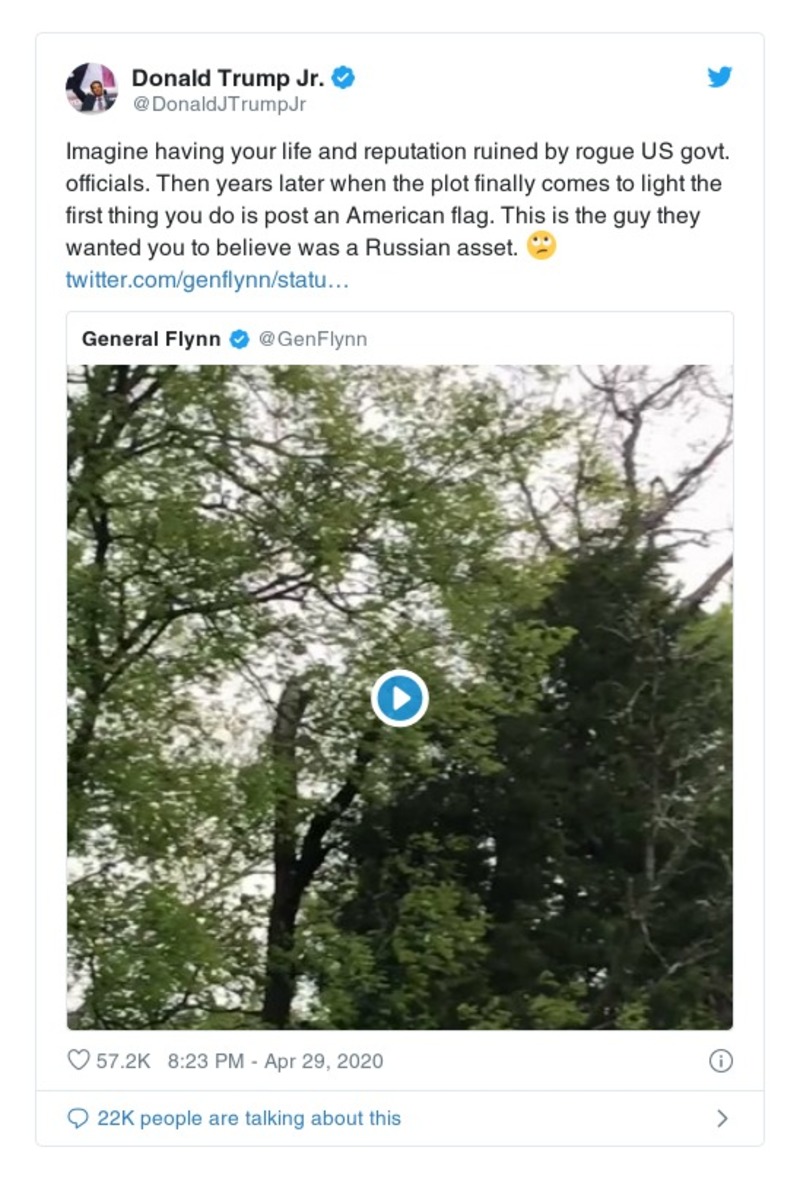 Donald Trump Jr.
@DonaldJTrumpJr
Imagine having your life and reputation ruined by rogue US govt.
officials. Then years later when the plot finally comes to light the
first thing you do is post an American flag. This is the guy they
wanted you to believe was a Russian asset. 🙄
twitter.com/genflynn/statu…
General Flynn @GenFlynn
57.2K 8:23 PM - Apr 29, 2020
22K people are talking about this